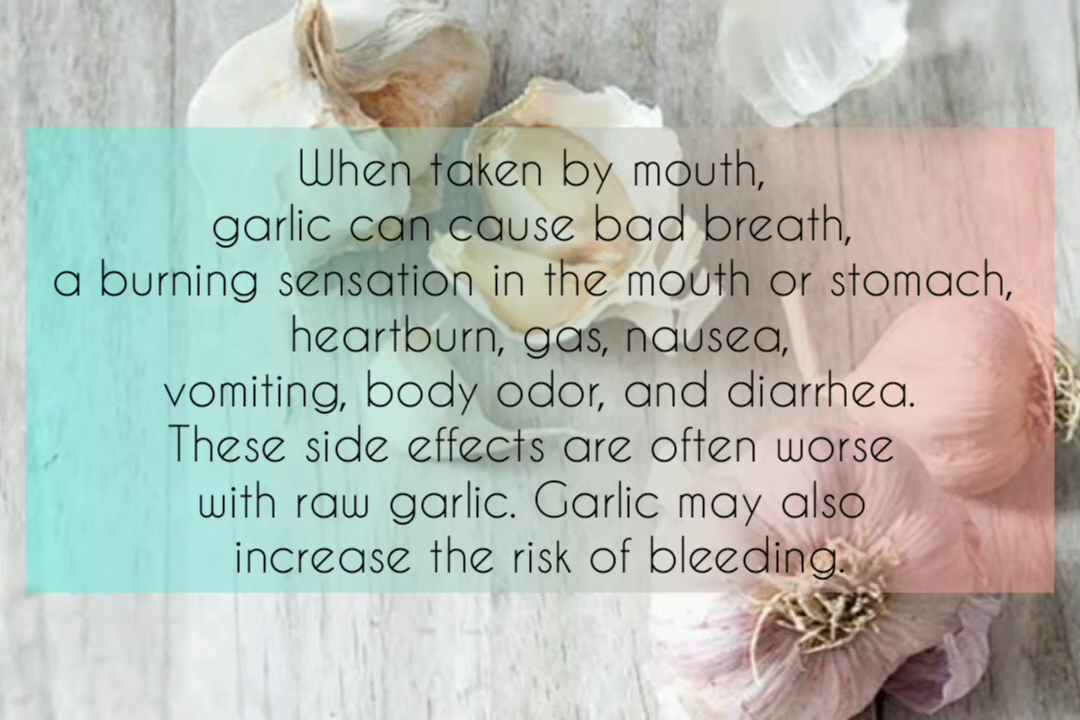 When taken by mouth,
garlic can cause bad breath,
a burning sensation in the mouth or stomach,
heartburn, gas, nausea,
vomiting, body odor, and diarrhea.
These side effects are often worse
with raw garlic. Garlic may also
increase the risk of bleeding.